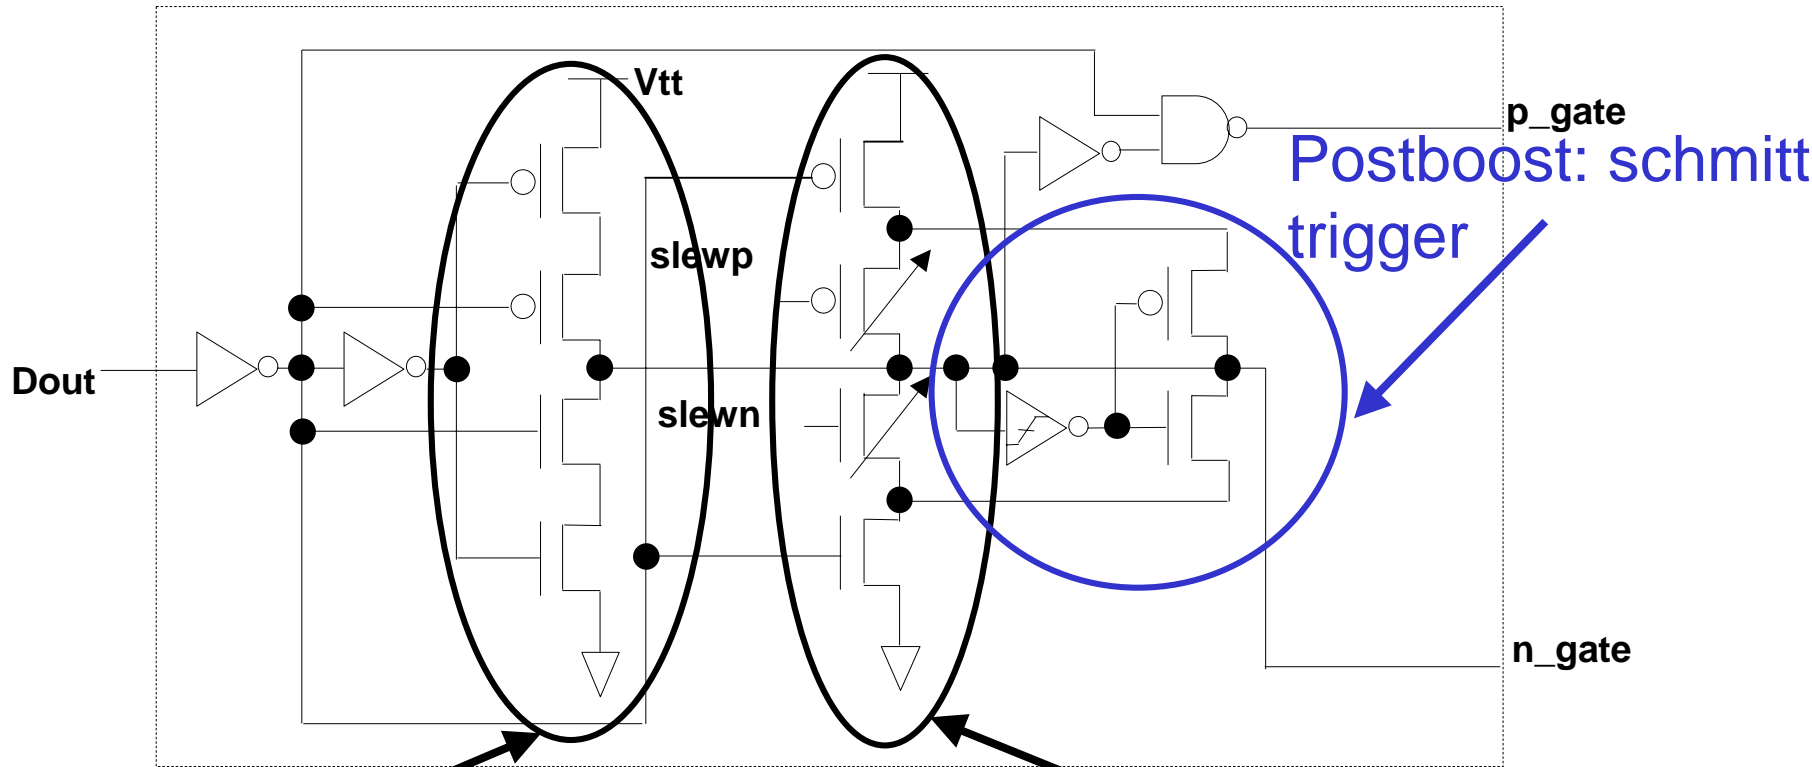 Vtt
p_gate
Postboost: schmitt
trigger
slewp
Dout
slewn
n_gate